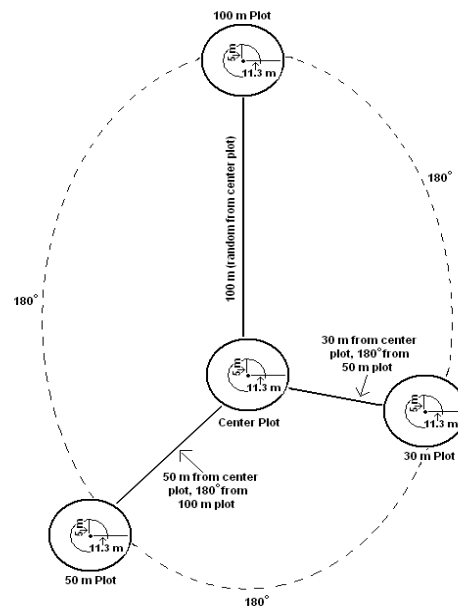 100 m Plot
5 m
11.3 m
180°
100 m (random from center plot)
180°
30 m from center
plot, 180° from
50 m plot
5 m
11.3 m
Center Plot
5 m
11.3 m
30 m Plot
50 m from center
plot, 180° from
100 m plot
5 m
11.3 m
50 m Plot
180°